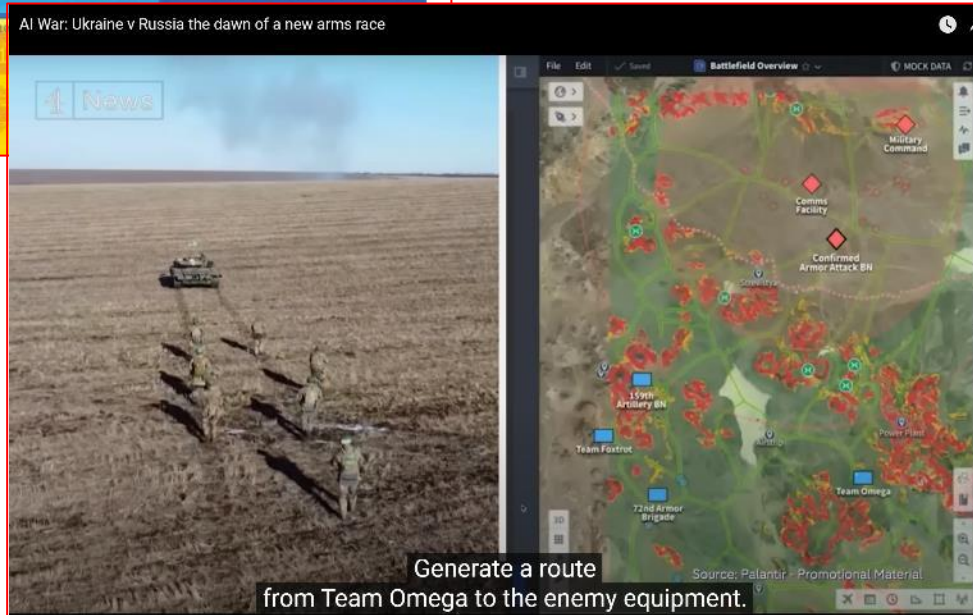 AI War: Ukraine v Russia the dawn of a new arms race
4 News
File Edit Saved Battlefield Overview MOCK DATA
Military
Command
Comms
Facility
Confirmed
Armor Attack BN
159th
Artillery BN
Team Foxtrot
Airstrip
Power Plant
Team Omega
72nd Armor
Brigade
3D
Source: Palantir - Promotional Material
Generate a route
from Team Omega to the enemy equipment.